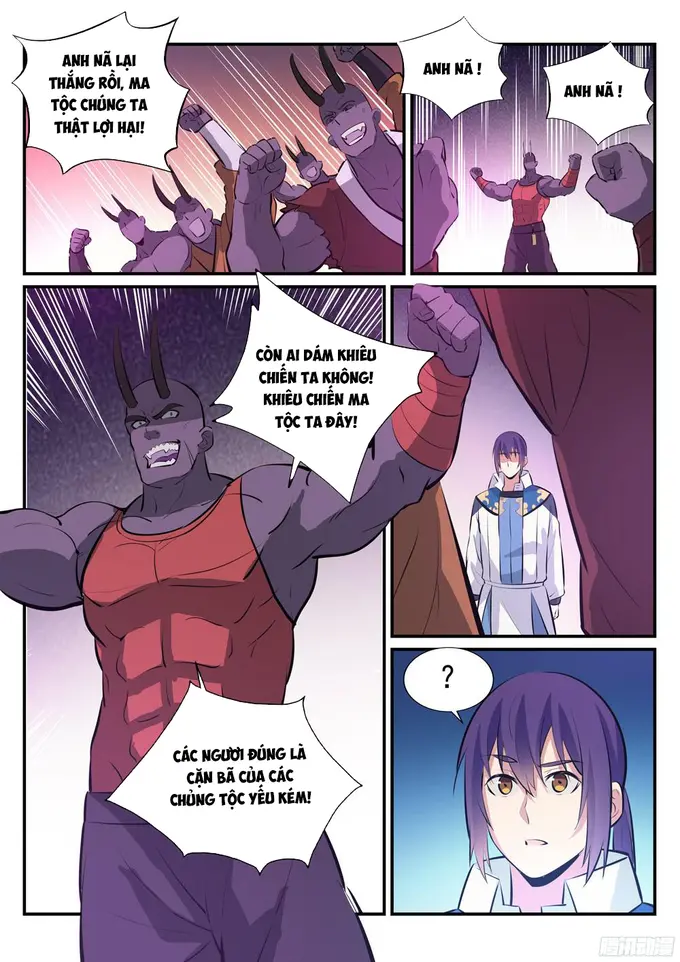 ANH NÃ LẠI
THẮNG RỒI, MA
TỘC CHÚNG TA
THẬT LỢI HẠI!
ANH NÃ !
ANH NÃ !
CÒN AI DÁM KHIÊU
CHIẾN TA KHÔNG!
KHIÊU CHIẾN MA
TỘC TA ĐÂY!
?
CÁC NGƯƠI ĐÚNG LÀ
CẶN BÃ CỦA CÁC
CHỦNG TỘC YẾU KÉM!